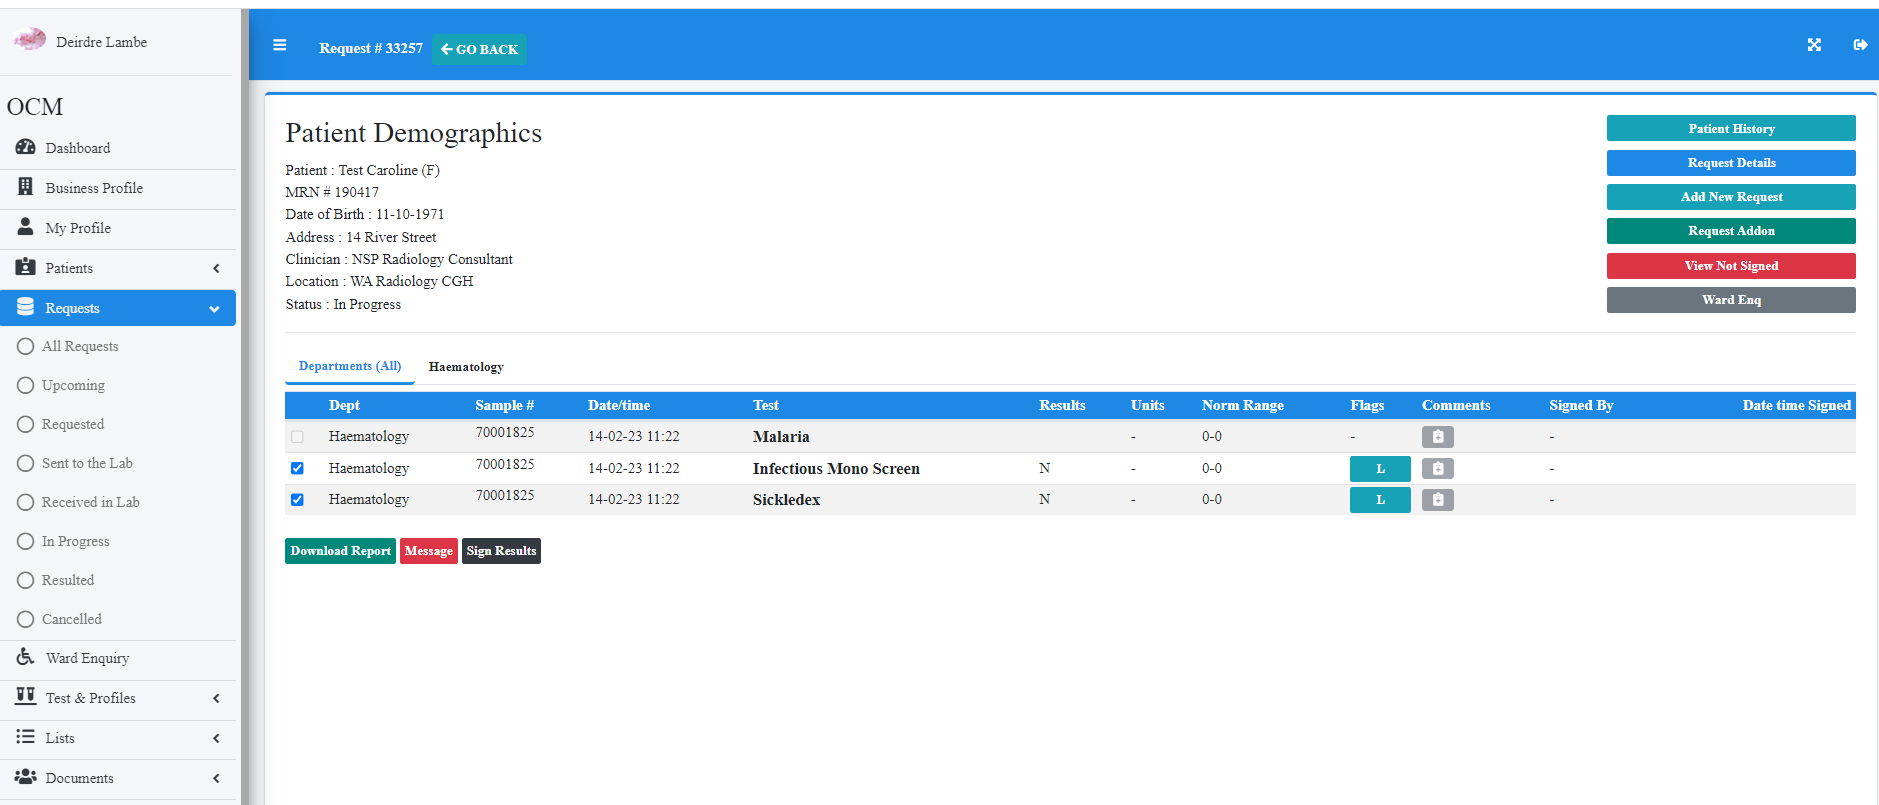 Deirdre Lambe
OCM
Dashboard
Business Profile
My Profile
Patients
Requests
All Requests
Upcoming
Requested
Sent to the Lab
Received in Lab
In Progress
Resulted
Cancelled
Ward Enquiry
Test & Profiles
Lists
Documents
Request # 33257 GO BACK
Patient Demographics
Patient : Test Caroline (F)
MRN # 190417
Date of Birth : 11-10-1971
Address : 14 River Street
Clinician : NSP Radiology Consultant
Location : WA Radiology CGH
Status : In Progress
Patient History
Request Details
Add New Request
Request Addon
View Not Signed
Ward Enq
Departments (All) Haematology
Dept Sample # Date/time Test Results Units Norm Range Flags Comments Signed By Date time Signed
Haematology 70001825 14-02-23 11:22 Malaria - 0-0 - -
Haematology 70001825 14-02-23 11:22 Infectious Mono Screen N - 0-0 L -
Haematology 70001825 14-02-23 11:22 Sickledex N - 0-0 L -
Download Report Message Sign Results